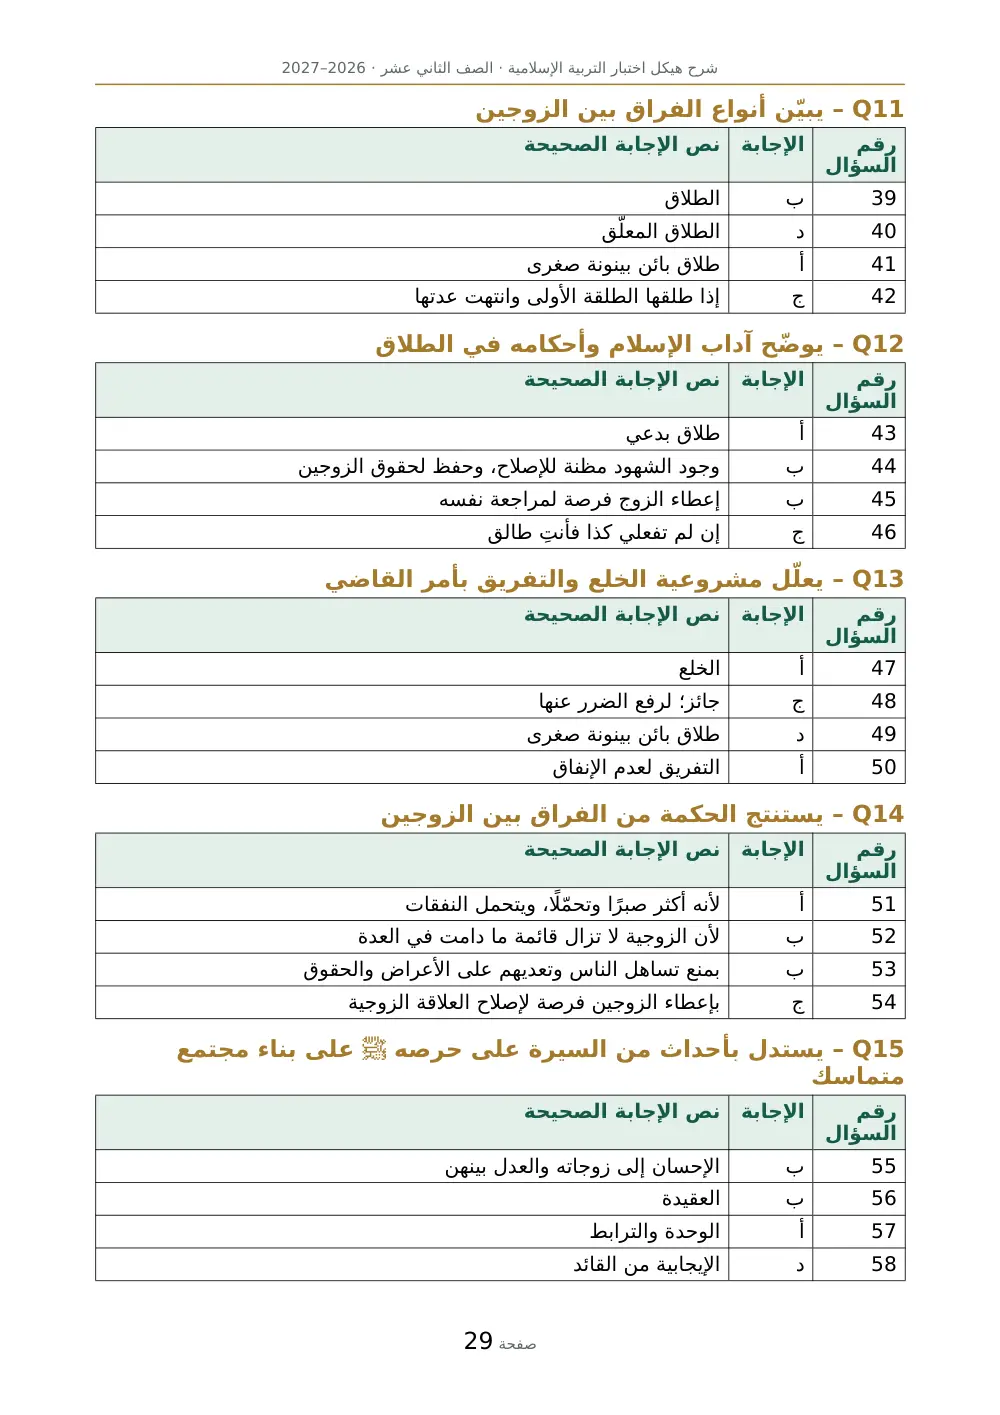 شرح هيكل اختبار التربية الإسلامية · الصف الثاني عشر · 2026–2027
Q11 – يبيّن أنواع الفراق بين الزوجين
رقم السؤال | الإجابة | نص الإجابة الصحيحة
39 | ب | الطلاق
40 | د | الطلاق المعلّق
41 | أ | طلاق بائن بينونة صغرى
42 | ج | إذا طلقها الطلقة الأولى وانتهت عدتها
Q12 – يوضّح آداب الإسلام وأحكامه في الطلاق
رقم السؤال | الإجابة | نص الإجابة الصحيحة
43 | أ | طلاق بدعي
44 | ب | وجود الشهود مظنة للإصلاح، وحفظ لحقوق الزوجين
45 | ب | إعطاء الزوج فرصة لمراجعة نفسه
46 | ج | إن لم تفعلي كذا فأنتِ طالق
Q13 – يعلّل مشروعية الخلع والتفريق بأمر القاضي
رقم السؤال | الإجابة | نص الإجابة الصحيحة
47 | أ | الخلع
48 | ج | جائز؛ لرفع الضرر عنها
49 | د | طلاق بائن بينونة صغرى
50 | أ | التفريق لعدم الإنفاق
Q14 – يستنتج الحكمة من الفراق بين الزوجين
رقم السؤال | الإجابة | نص الإجابة الصحيحة
51 | أ | لأنه أكثر صبرًا وتحمّلًا، ويتحمل النفقات
52 | ب | لأن الزوجية لا تزال قائمة ما دامت في العدة
53 | ب | بمنع تساهل الناس وتعديهم على الأعراض والحقوق
54 | ج | بإعطاء الزوجين فرصة لإصلاح العلاقة الزوجية
Q15 – يستدل بأحداث من السيرة على حرصه ﷺ على بناء مجتمع
متماسك
رقم السؤال | الإجابة | نص الإجابة الصحيحة
55 | ب | الإحسان إلى زوجاته والعدل بينهن
56 | ب | العقيدة
57 | أ | الوحدة والترابط
58 | د | الإيجابية من القائد
صفحة 29